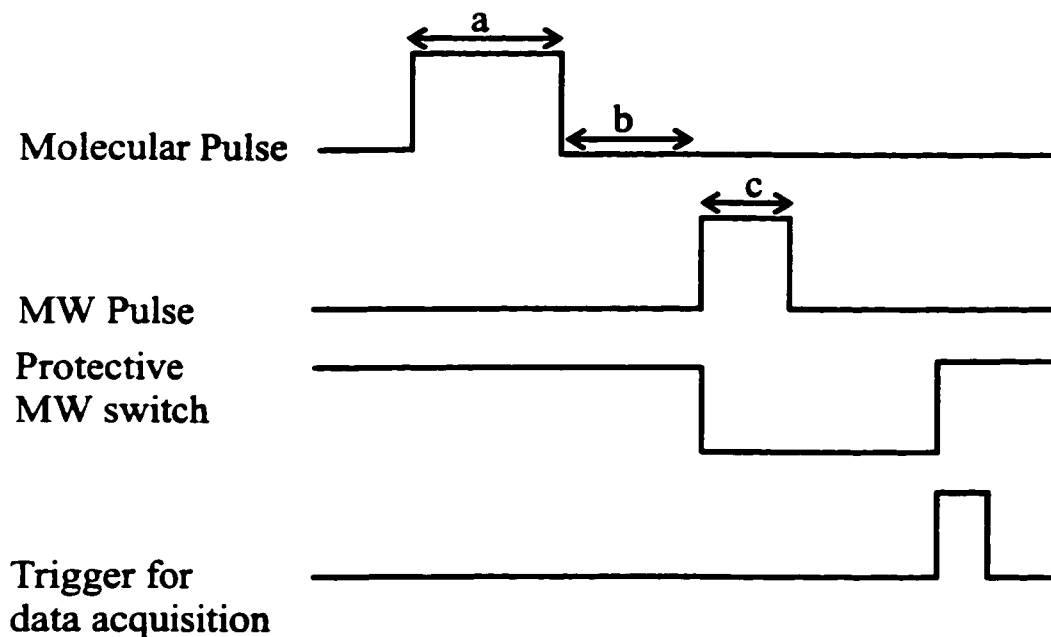 a
Molecular Pulse
b
c
MW Pulse
Protective
MW switch
Trigger for
data acquisition